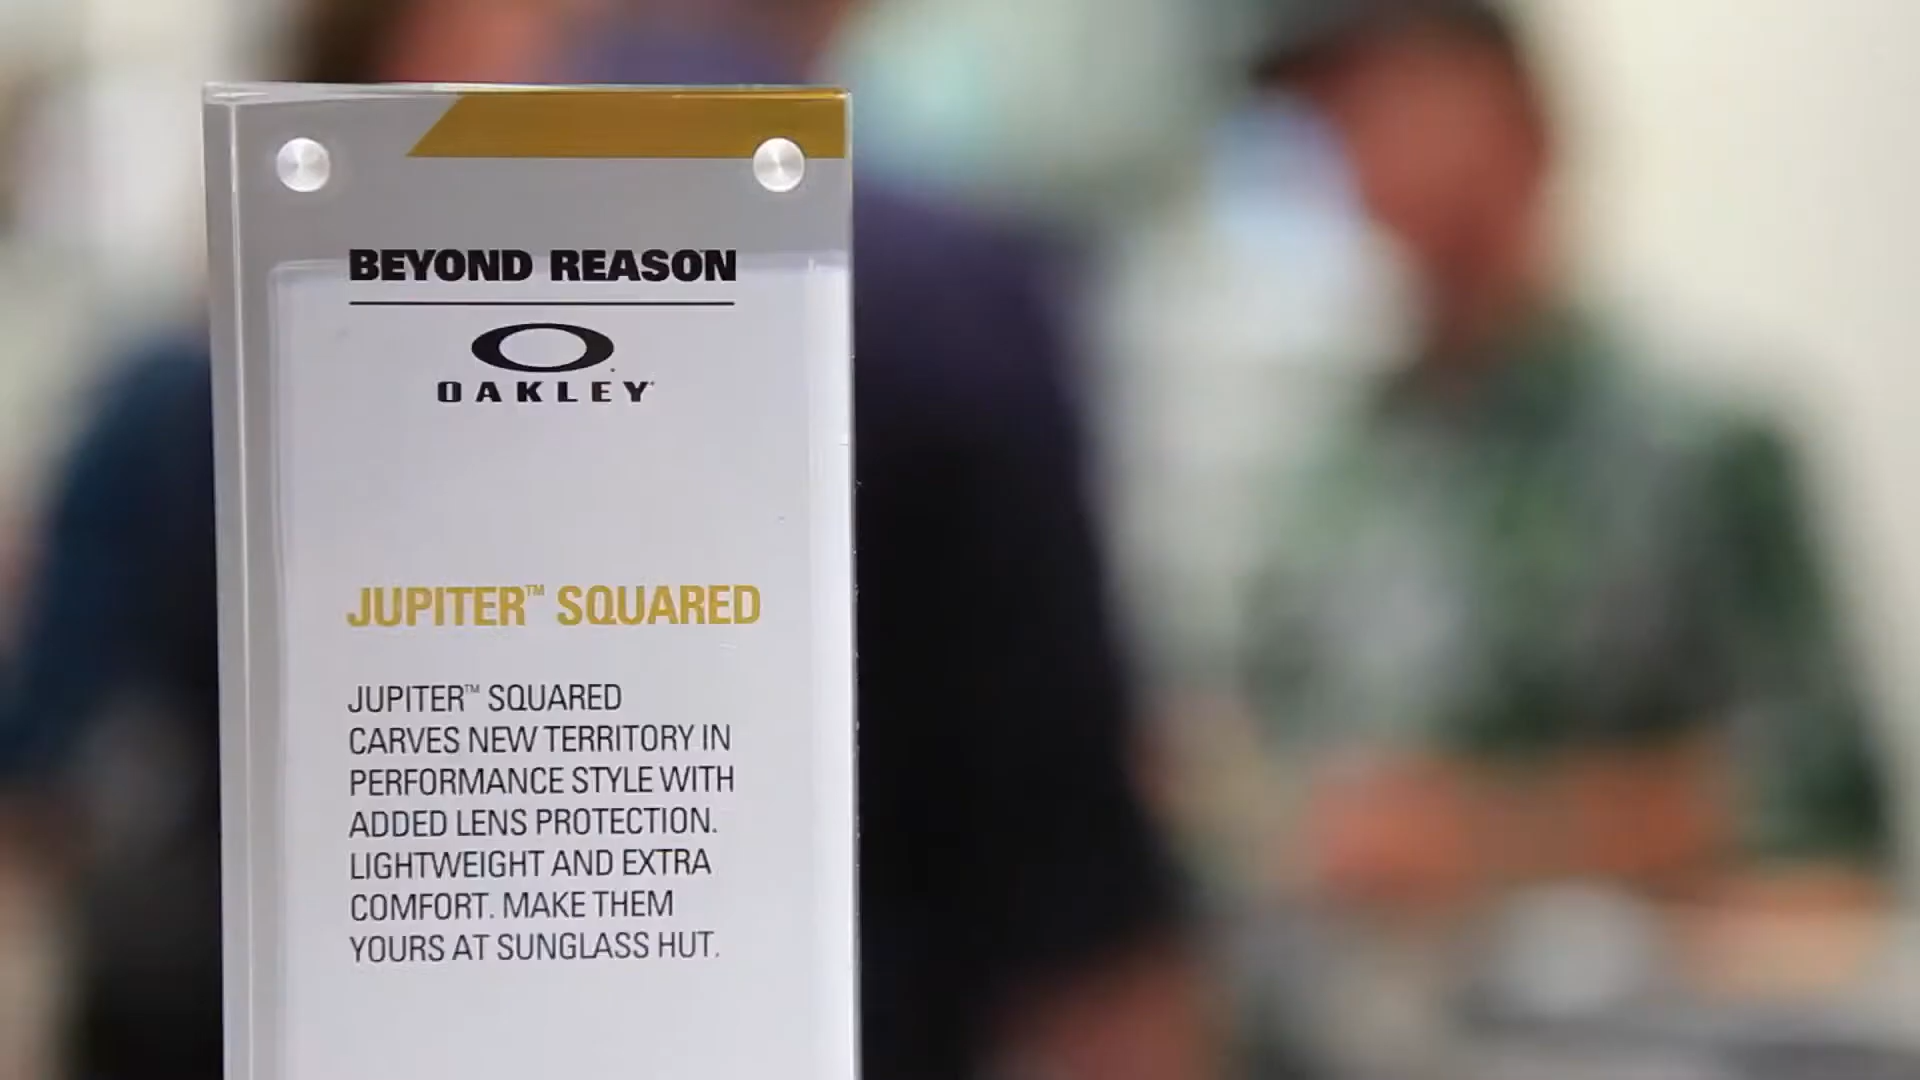 BEYOND REASON
OAKLEY
JUPITER™ SQUARED
JUPITER™ SQUARED
CARVES NEW TERRITORY IN
PERFORMANCE STYLE WITH
ADDED LENS PROTECTION.
LIGHTWEIGHT AND EXTRA
COMFORT. MAKE THEM
YOURS AT SUNGLASS HUT.